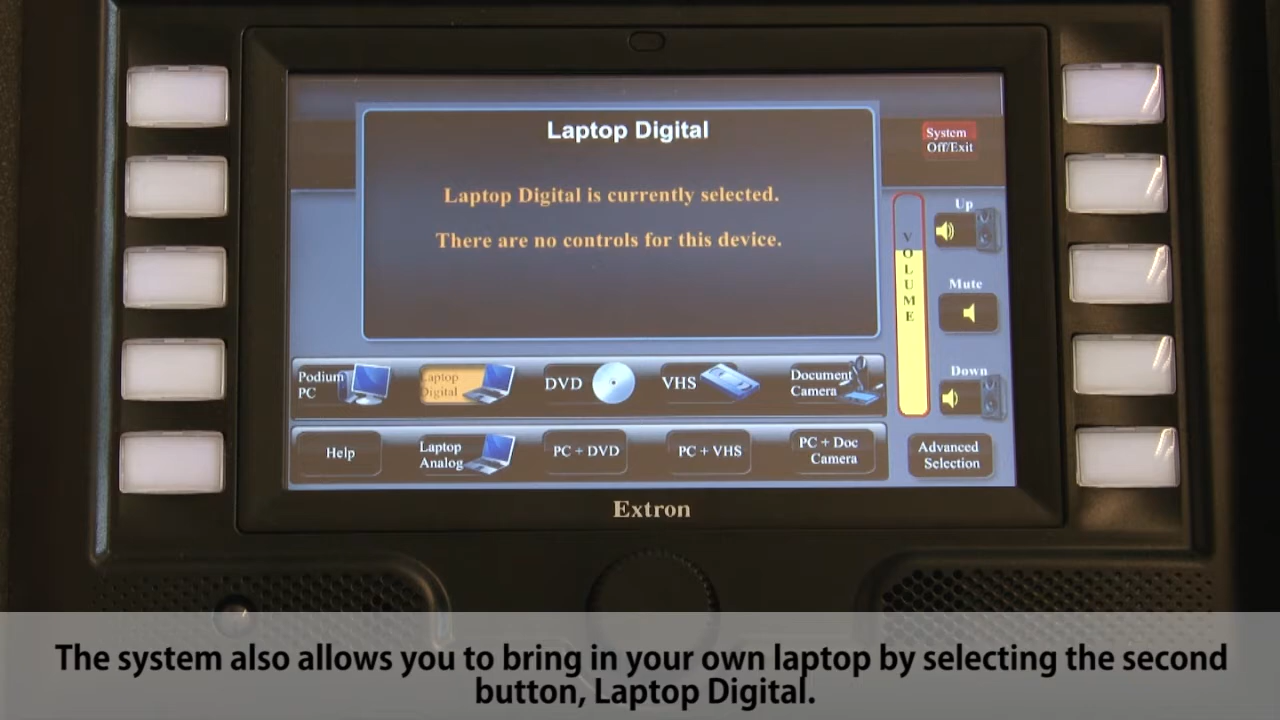 Laptop Digital
Laptop Digital is currently selected.
There are no controls for this device.
System
Off/Exit
Up
VOLUME
Mute
Down
Podium
PC
Laptop
Digital
DVD
VHS
Document
Camera
Help
Laptop
Analog
PC + DVD
PC + VHS
PC + Doc
Camera
Advanced
Selection
Extron
The system also allows you to bring in your own laptop by selecting the second
button, Laptop Digital.